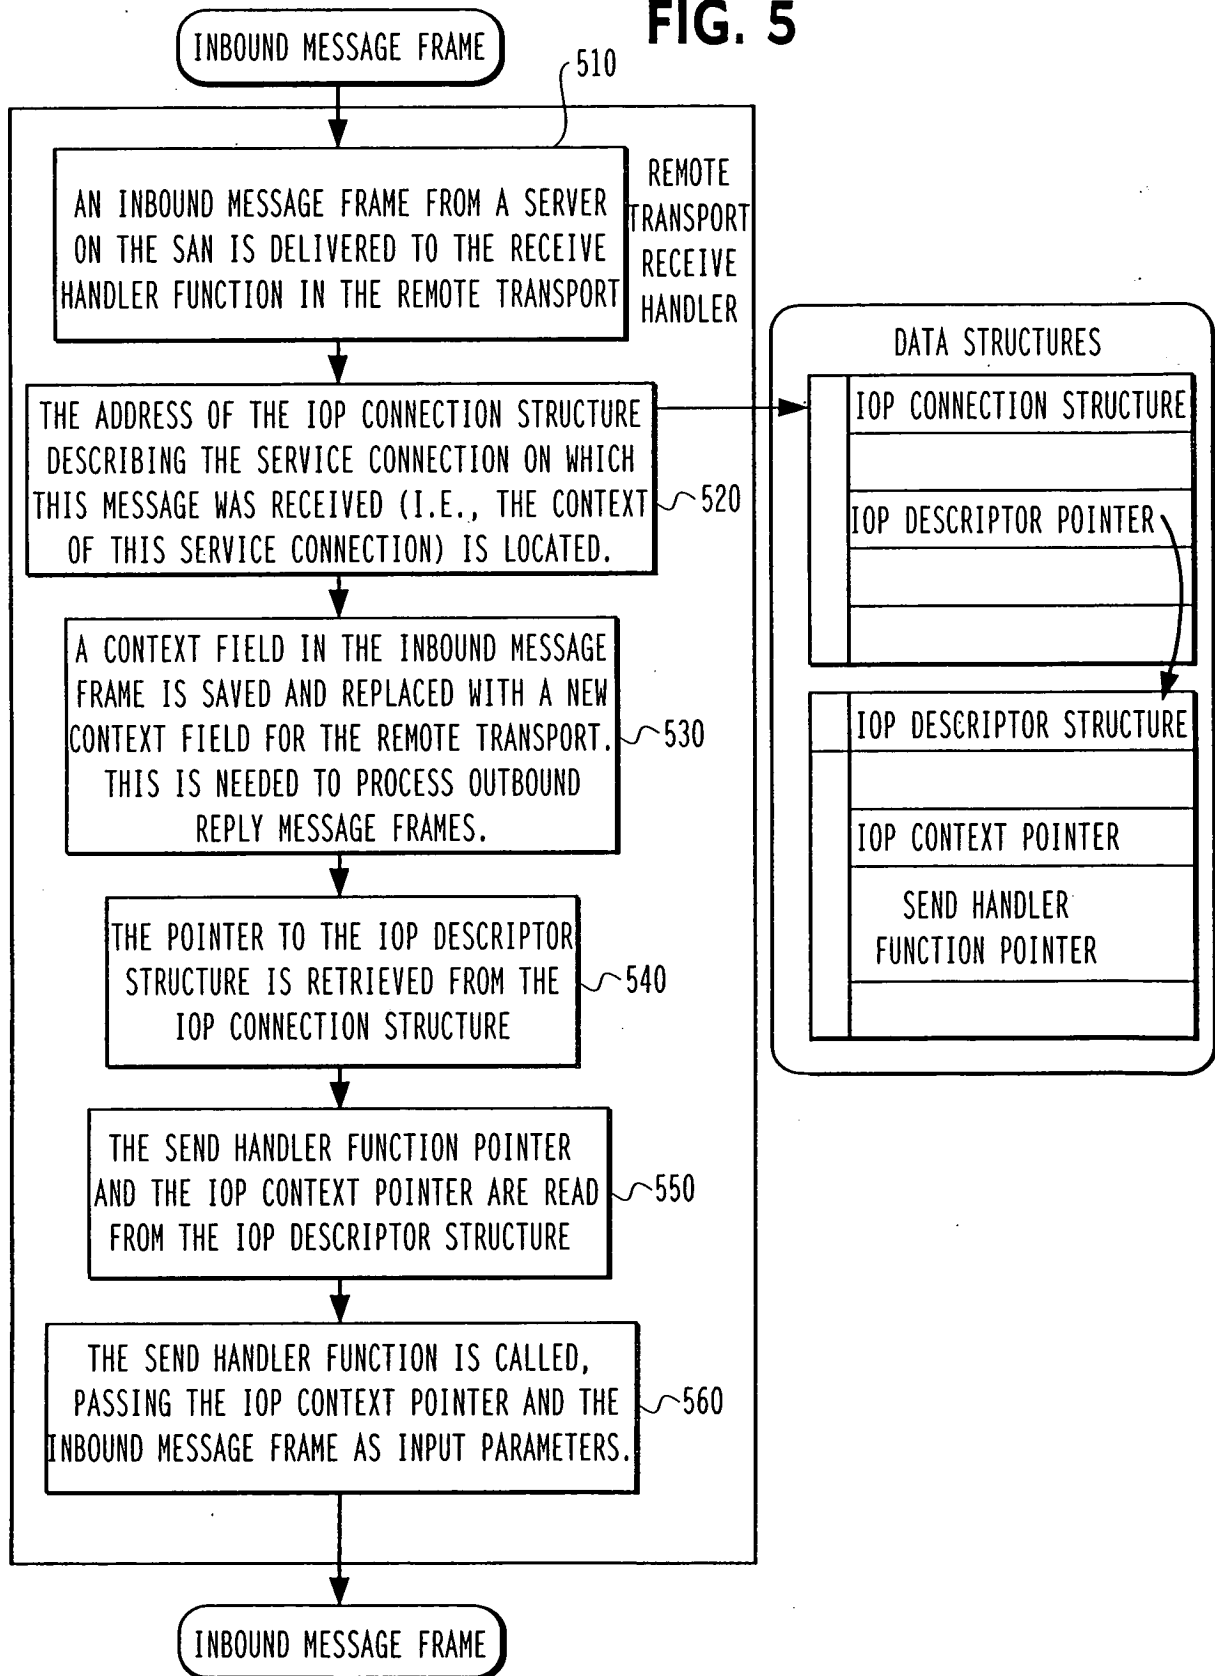 FIG. 5
INBOUND MESSAGE FRAME
510
AN INBOUND MESSAGE FRAME FROM A SERVER
ON THE SAN IS DELIVERED TO THE RECEIVE
HANDLER FUNCTION IN THE REMOTE TRANSPORT
REMOTE
TRANSPORT
RECEIVE
HANDLER
THE ADDRESS OF THE IOP CONNECTION STRUCTURE
DESCRIBING THE SERVICE CONNECTION ON WHICH
THIS MESSAGE WAS RECEIVED (I.E., THE CONTEXT
OF THIS SERVICE CONNECTION) IS LOCATED.
520
A CONTEXT FIELD IN THE INBOUND MESSAGE
FRAME IS SAVED AND REPLACED WITH A NEW
CONTEXT FIELD FOR THE REMOTE TRANSPORT.
THIS IS NEEDED TO PROCESS OUTBOUND
REPLY MESSAGE FRAMES.
530
THE POINTER TO THE IOP DESCRIPTOR
STRUCTURE IS RETRIEVED FROM THE
IOP CONNECTION STRUCTURE
540
THE SEND HANDLER FUNCTION POINTER
AND THE IOP CONTEXT POINTER ARE READ
FROM THE IOP DESCRIPTOR STRUCTURE
550
THE SEND HANDLER FUNCTION IS CALLED,
PASSING THE IOP CONTEXT POINTER AND THE
INBOUND MESSAGE FRAME AS INPUT PARAMETERS.
560
INBOUND MESSAGE FRAME
DATA STRUCTURES
IOP CONNECTION STRUCTURE
IOP DESCRIPTOR POINTER
IOP DESCRIPTOR STRUCTURE
IOP CONTEXT POINTER
SEND HANDLER
FUNCTION POINTER